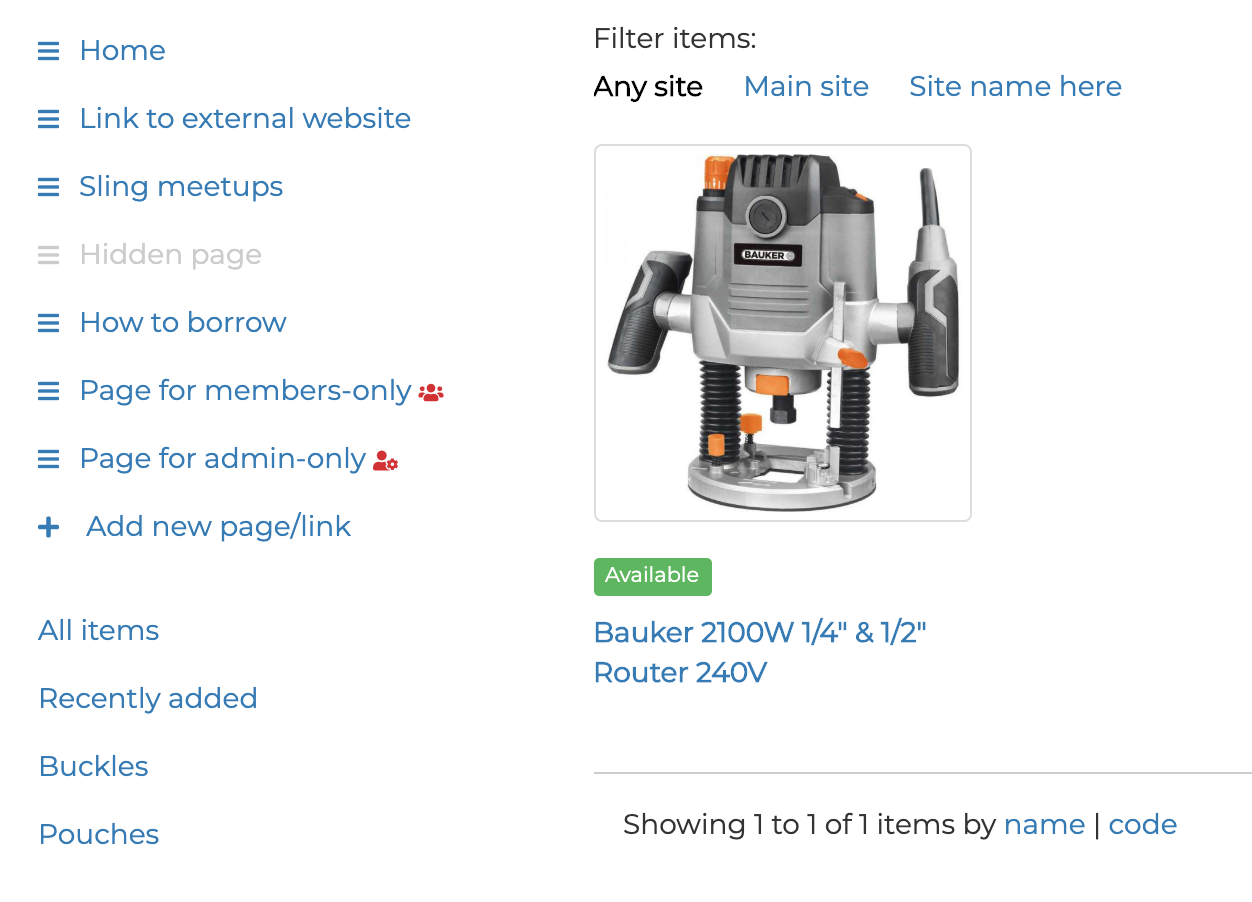 Home
Link to external website
Sling meetups
Hidden page
How to borrow
Page for members-only
Page for admin-only
Add new page/link
All items
Recently added
Buckles
Pouches
Filter items:
Any site Main site Site name here
BAUKER
Available
Bauker 2100W 1/4" & 1/2"
Router 240V
Showing 1 to 1 of 1 items by name | code